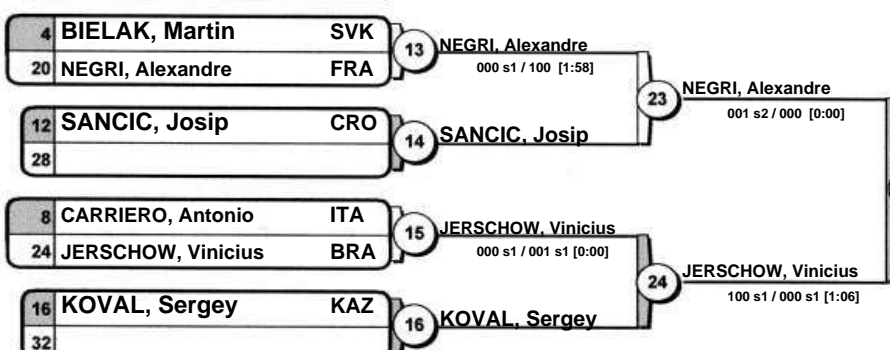 4 BIELAK, Martin SVK
20 NEGRI, Alexandre FRA
13 NEGRI, Alexandre
000 s1 / 100 [1:58]
12 SANCIC, Josip CRO
28
14 SANCIC, Josip
23 NEGRI, Alexandre
001 s2 / 000 [0:00]
8 CARRIERO, Antonio ITA
24 JERSCHOW, Vinicius BRA
15 JERSCHOW, Vinicius
000 s1 / 001 s1 [0:00]
16 KOVAL, Sergey KAZ
32
16 KOVAL, Sergey
24 JERSCHOW, Vinicius
100 s1 / 000 s1 [1:06]